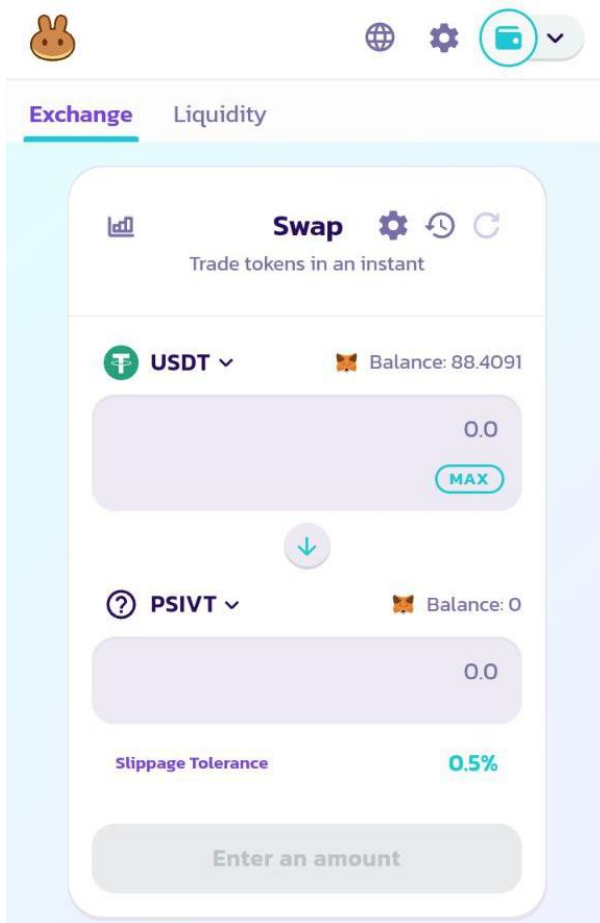 Exchange Liquidity
Swap
Trade tokens in an instant
USDT Balance: 88.4091
0.0
MAX
PSIVT Balance: 0
0.0
Slippage Tolerance 0.5%
Enter an amount